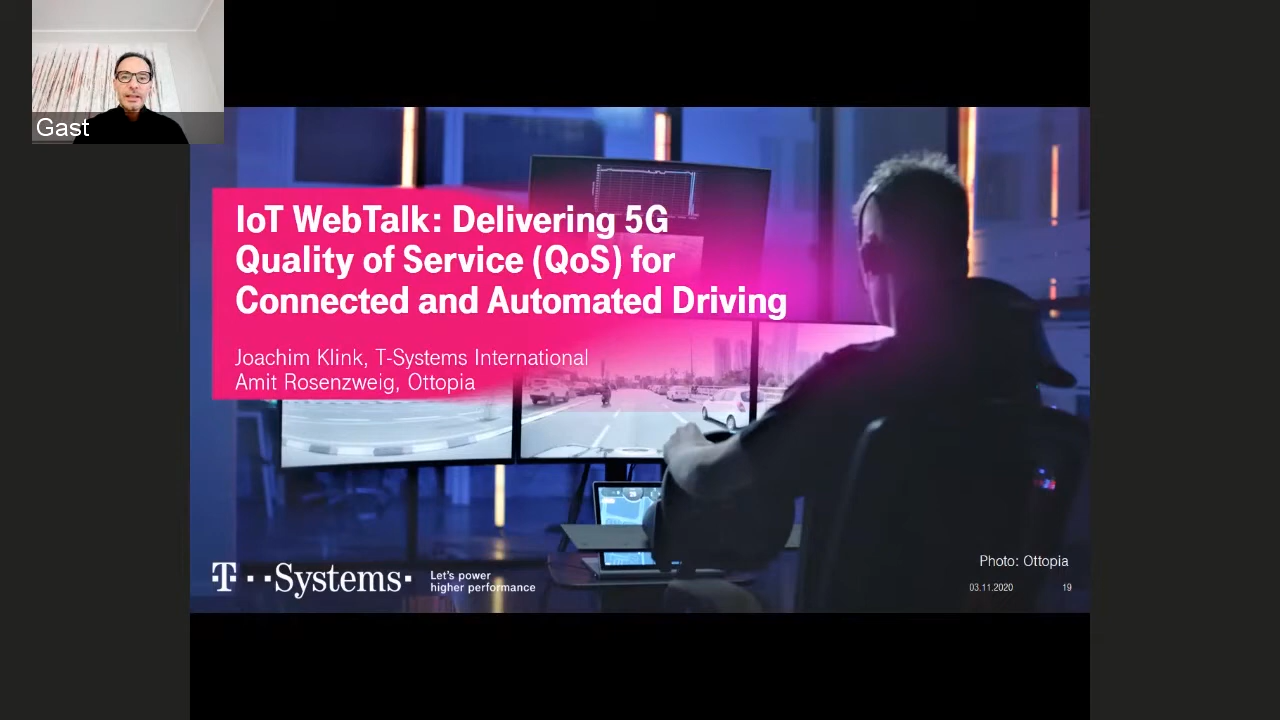 Gast
IoT WebTalk: Delivering 5G
Quality of Service (QoS) for
Connected and Automated Driving
Joachim Klink, T-Systems International
Amit Rosenzweig, Ottopia
T··Systems·
Let's power
higher performance
Photo: Ottopia
03.11.2020
19